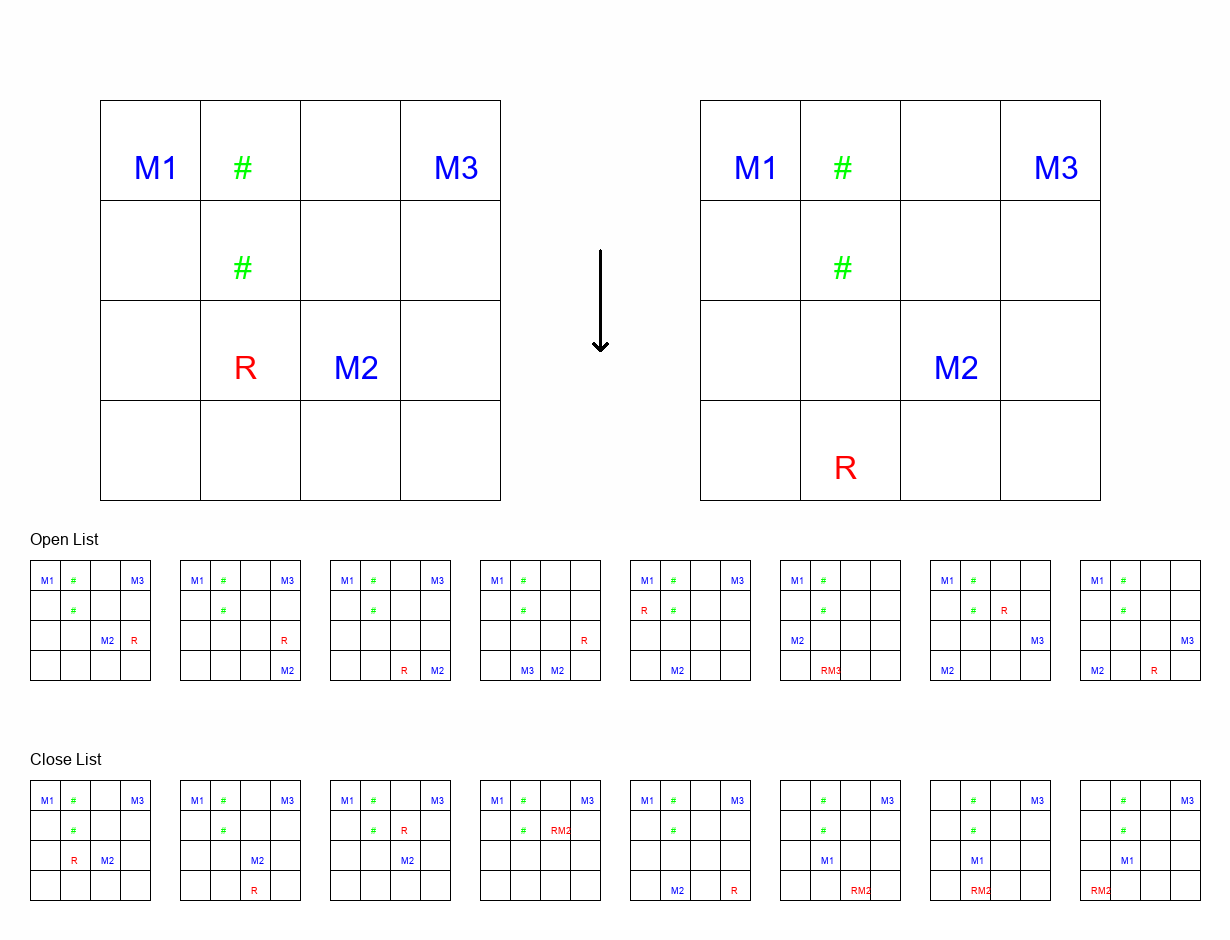 M1 # M3 M1 # M3
# #
R M2 M2
R
Open List
M1 # M3 M1 # M3 M1 # M3 M1 # M1 # M3 M1 # M1 # M1 #
# # # # R # # # R #
M2 R R R M2 M3 M3
M2 R M2 M3 M2 M2 RM3 M2 M2 R
Close List
M1 # M3 M1 # M3 M1 # M3 M1 # M3 M1 # M3 # M3 # M3 # M3
# # # R # RM2 # # # #
R M2 M2 M2 M1 M1 M1
R M2 R RM2 RM2 RM2